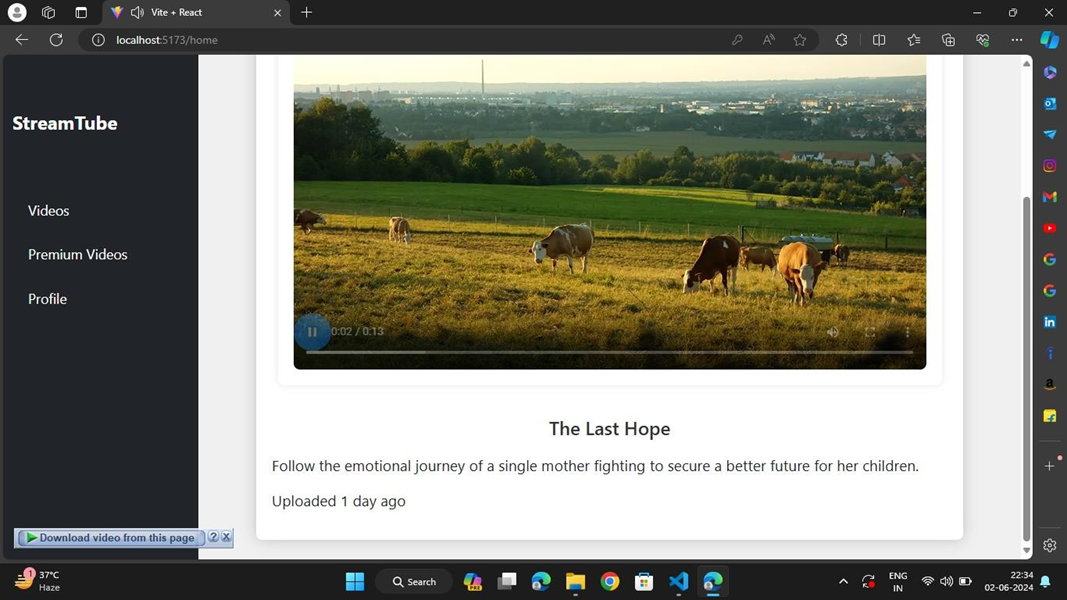 Vite + React
localhost:5173/home
StreamTube
Videos
Premium Videos
Profile
0:02 / 0:13
The Last Hope
Follow the emotional journey of a single mother fighting to secure a better future for her children.
Uploaded 1 day ago
Download video from this page
1
37°C
Haze
Search
PRE
ENG
IN
22:34
02-06-2024